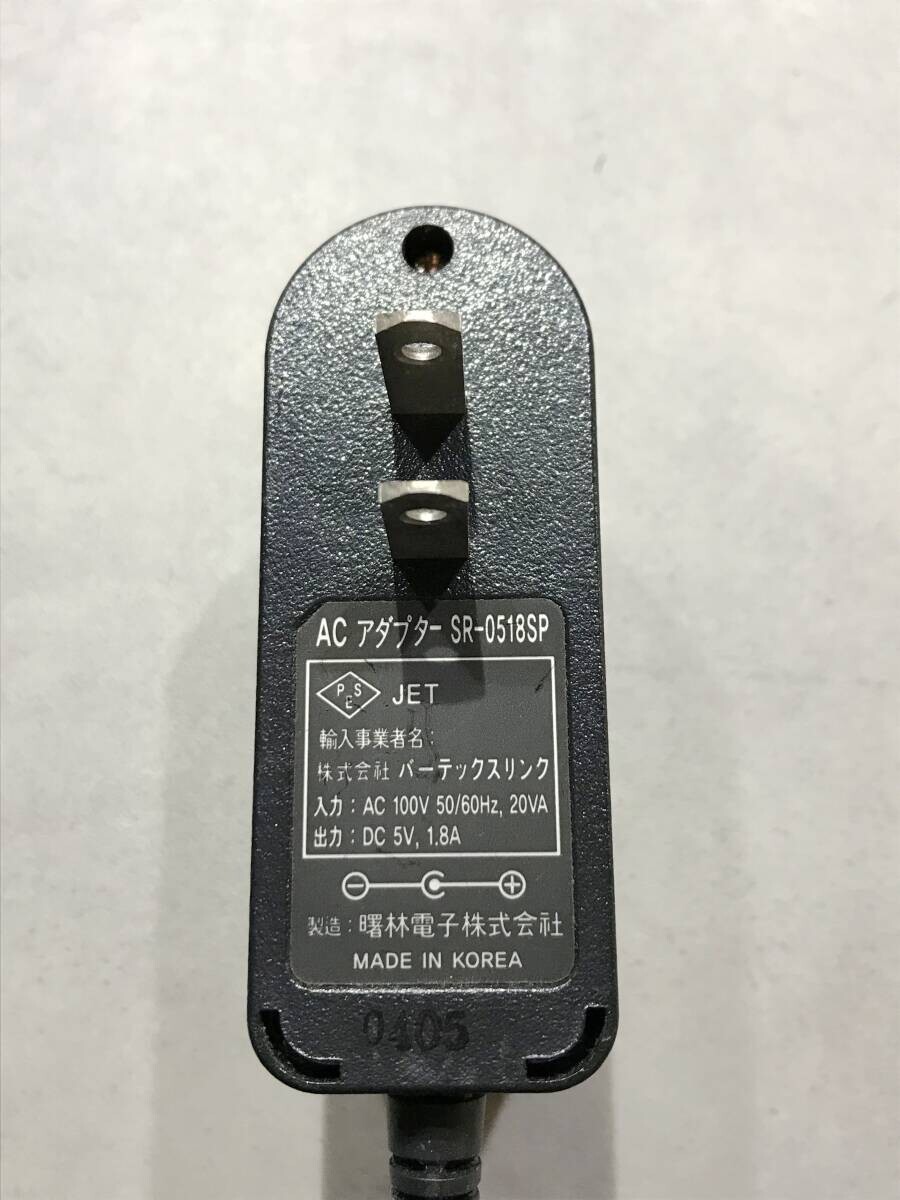 AC アダプター SR-0518SP
PSE JET
輸入事業者名:
株式会社 バーテックスリンク
入力: AC 100V 50/60Hz, 20VA
出力: DC 5V, 1.8A
製造: 曙林電子株式会社
MADE IN KOREA
0405